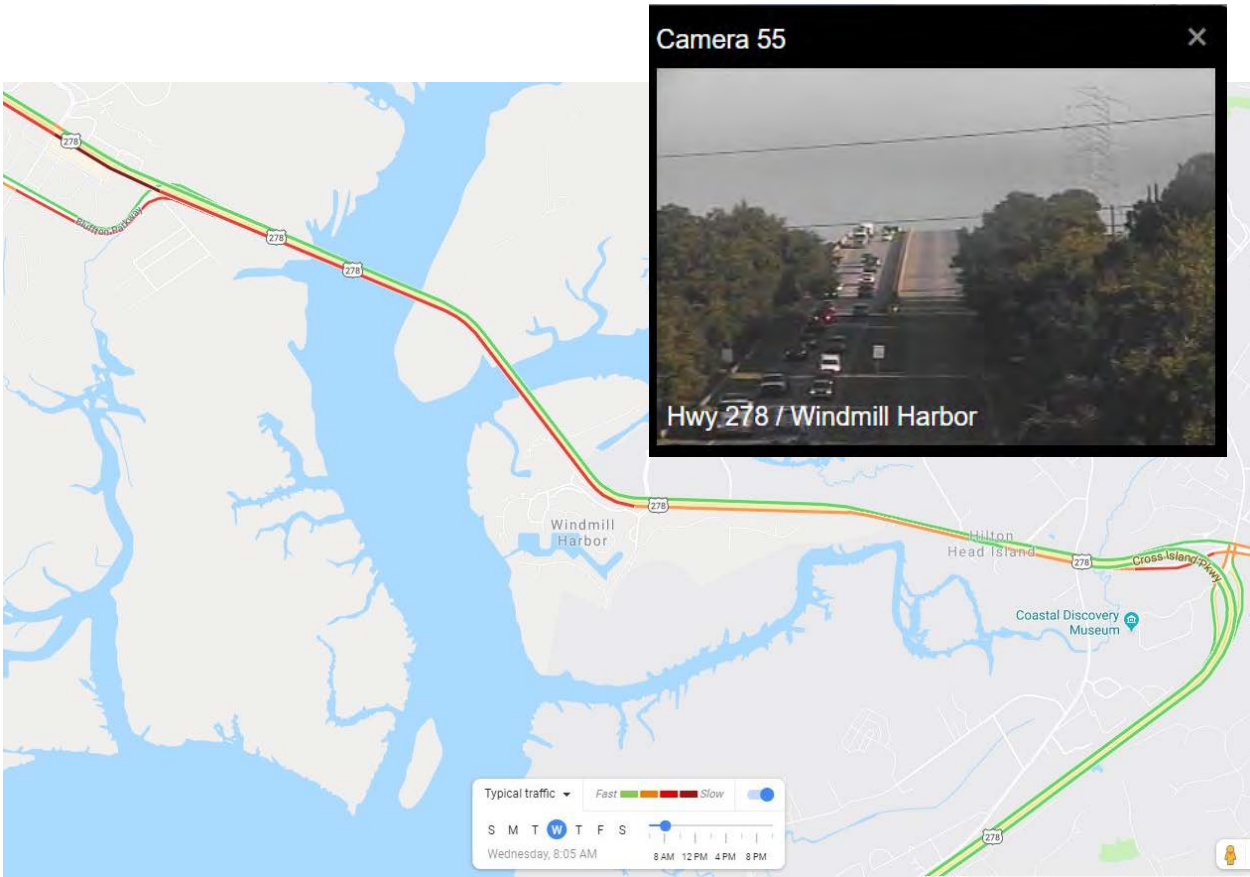 Camera 55
×
Hwy 278 / Windmill Harbor
278
Bluffton Parkway
278
278
Windmill
Harbor
278
Hilton
Head Island
278
Cross Island Pkwy
Coastal Discovery
Museum
278
Typical traffic
Fast
Slow
S M T W T F S
Wednesday, 8:05 AM
8 AM 12 PM 4 PM 8 PM